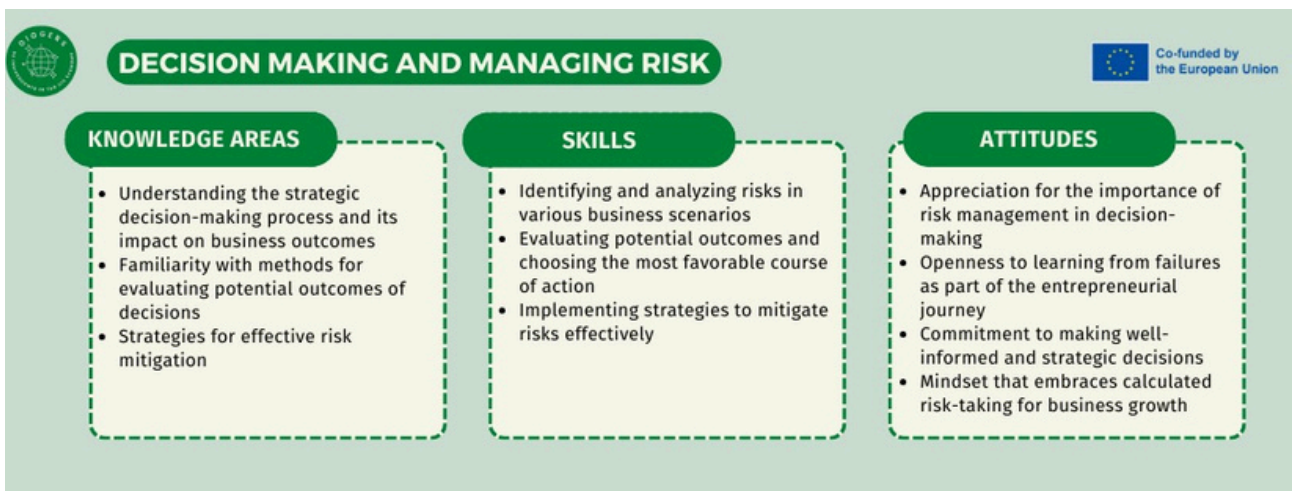 GIGGERS
DECISION MAKING AND MANAGING RISK
Co-funded by
the European Union
KNOWLEDGE AREAS
• Understanding the strategic
decision-making process and its
impact on business outcomes
• Familiarity with methods for
evaluating potential outcomes of
decisions
• Strategies for effective risk
mitigation
SKILLS
• Identifying and analyzing risks in
various business scenarios
• Evaluating potential outcomes and
choosing the most favorable course
of action
• Implementing strategies to mitigate
risks effectively
ATTITUDES
• Appreciation for the importance of
risk management in decision-
making
• Openness to learning from failures
as part of the entrepreneurial
journey
• Commitment to making well-
informed and strategic decisions
• Mindset that embraces calculated
risk-taking for business growth